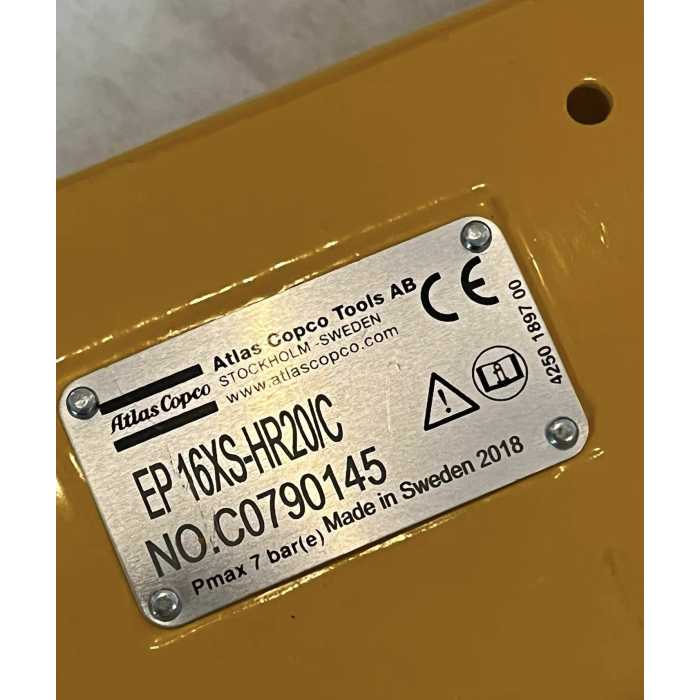 Atlas Copco
Atlas Copco Tools AB
STOCKHOLM -SWEDEN
www.atlascopco.com
CE
EP 16XS-HR20/C
NO.C0790145
Pmax 7 bar(e) Made in Sweden 2018
4250 1897 00